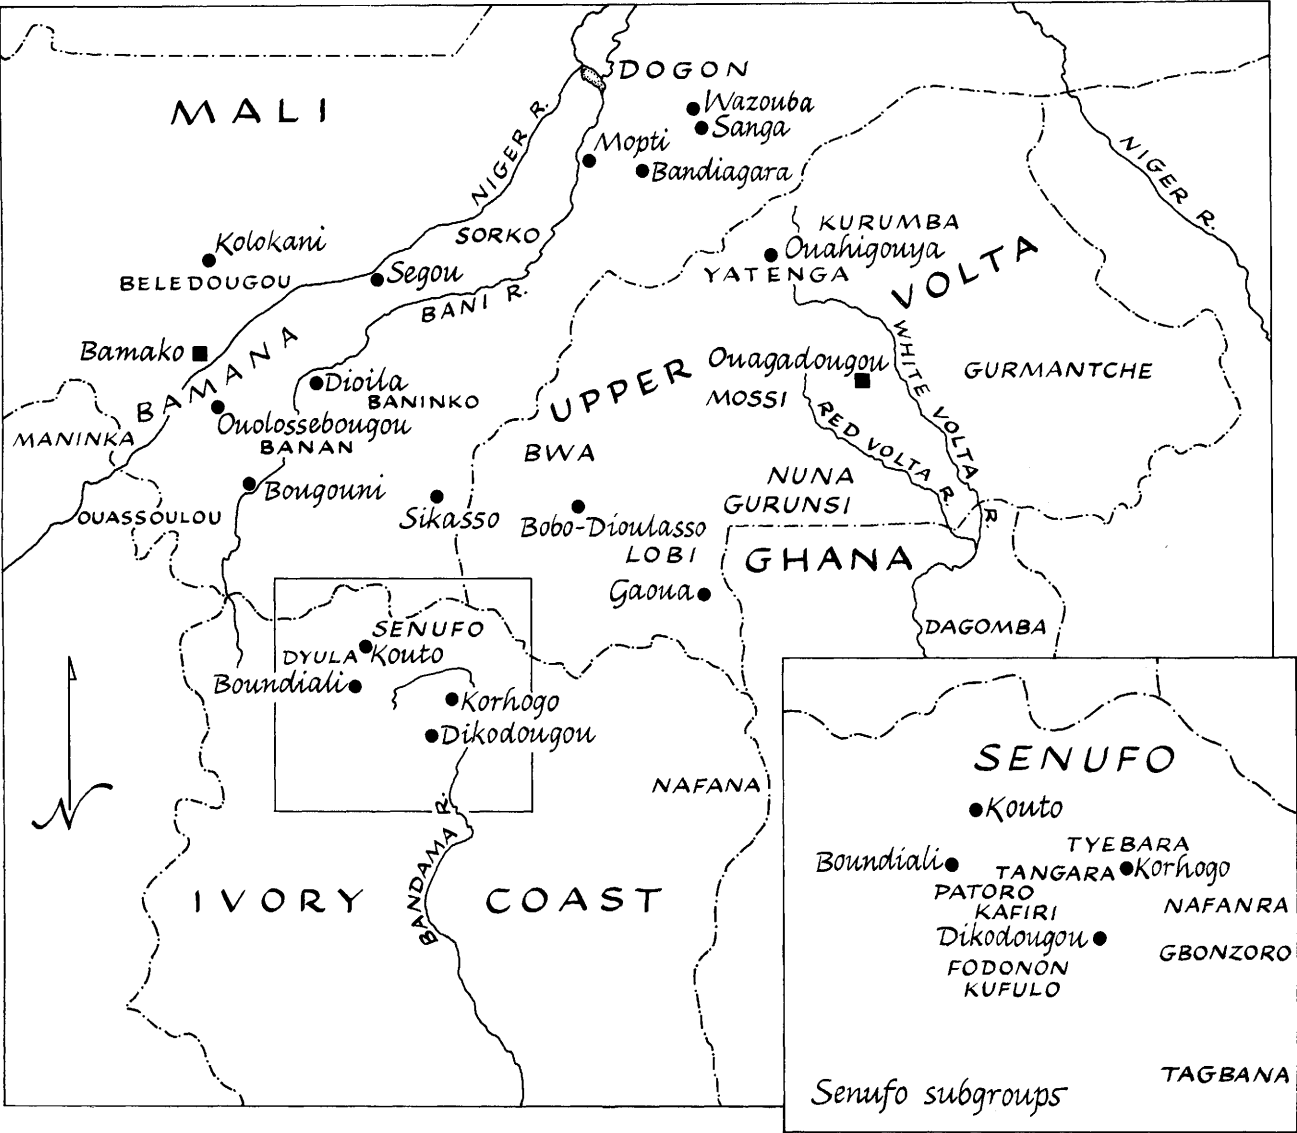 DOGON
MALI
Wazouba
Sanga
NIGER R.
Mopti
Bandiagara
NIGER R.
KURUMBA
Kolokani
SORKO
Ouahigouya
BELEDOUGOU
Segou
YATENGA
VOLTA
BANI R.
Bamako
BAMANA
Ouagadougou
WHITE VOLTA R.
GURMANTCHE
Dioila
BANINKO
UPPER
MOSSI
Ouolossebougou
RED VOLTA R.
MANINKA
BANAN
BWA
NUNA
Bougouni
GURUNSI
OUASSOULOU
Sikasso
Bobo-Dioulasso
LOBI
GHANA
Gaoua
SENUFO
DAGOMBA
DYULA
Kouto
Boundiali
Korhogo
Dikodougou
NAFANA
BANDAMA R.
IVORY COAST
N
SENUFO
Kouto
TYEBARA
Boundiali
TANGARA
Korhogo
PATORO
KAFIRI
NAFANRA
Dikodougou
GBONZORO
FODONON
KUFULO
TAGBANA
Senufo subgroups